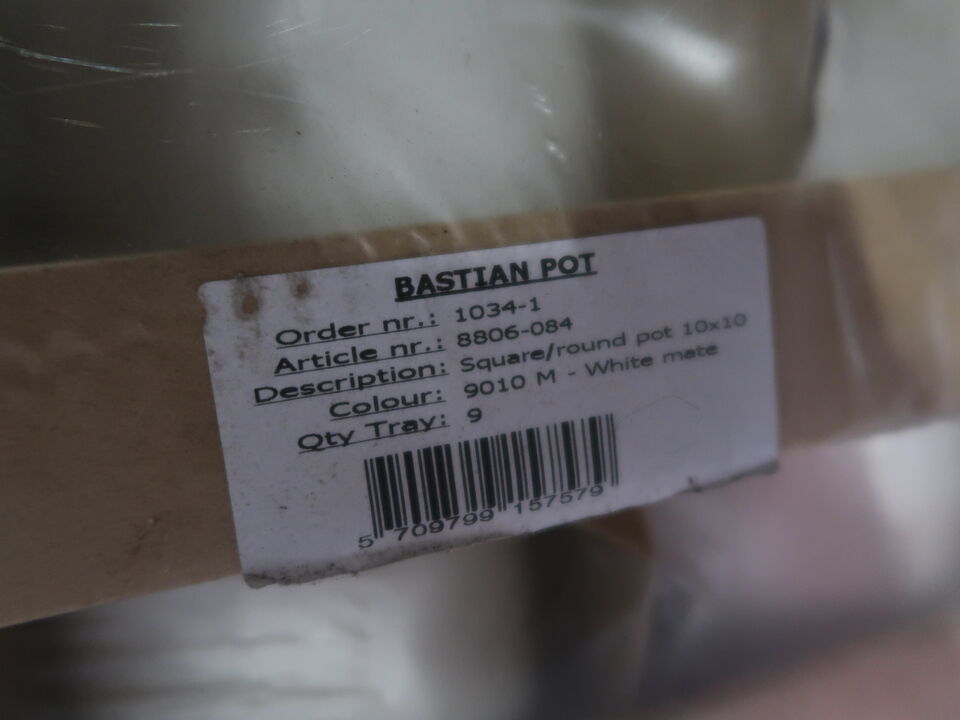 BASTIAN POT
Order nr.: 1034-1
Article nr.: 8806-084
Description: Square/round pot 10x10
Colour: 9010 M - White mate
Qty Tray: 9
5 709799 157579